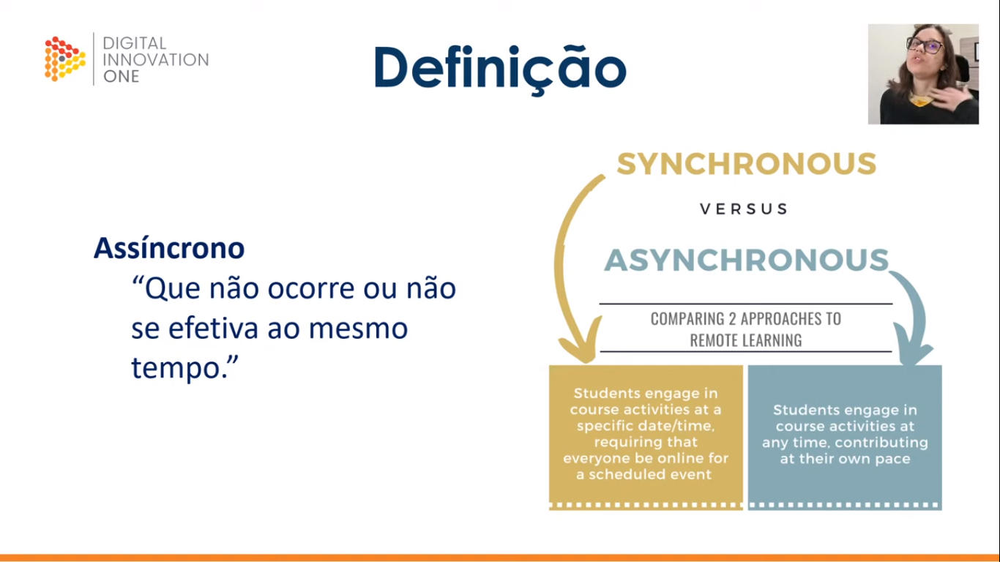 DIGITAL
INNOVATION
ONE
Definição
Assíncrono
“Que não ocorre ou não
se efetiva ao mesmo
tempo.”
SYNCHRONOUS
VERSUS
ASYNCHRONOUS
COMPARING 2 APPROACHES TO
REMOTE LEARNING
Students engage in
course activities at a
specific date/time,
requiring that
everyone be online for
a scheduled event
Students engage in
course activities at
any time, contributing
at their own pace